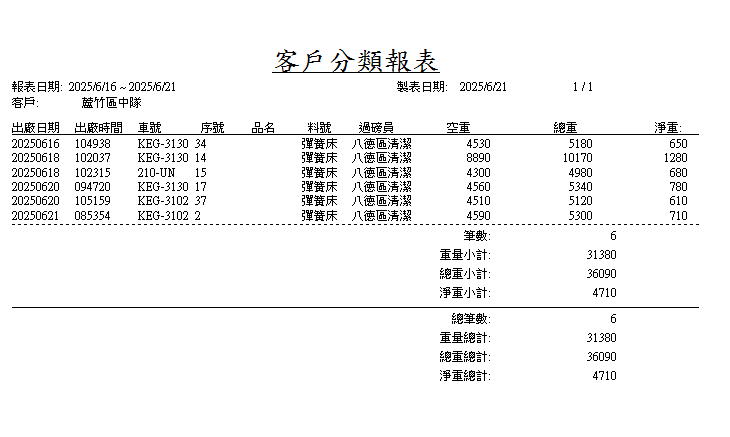 客戶分類報表
報表日期: 2025/6/16 ~ 2025/6/21 製表日期: 2025/6/21 1 / 1
客戶: 蘆竹區中隊
出廠日期 出廠時間 車號 序號 品名 料號 過磅員 空重 總重 淨重:
20250616 104938 KEG-3130 34 彈簧床 八德區清潔 4530 5180 650
20250618 102037 KEG-3130 14 彈簧床 八德區清潔 8890 10170 1280
20250618 102315 210-UN 15 彈簧床 八德區清潔 4300 4980 680
20250620 094720 KEG-3130 17 彈簧床 八德區清潔 4560 5340 780
20250620 105159 KEG-3102 37 彈簧床 八德區清潔 4510 5120 610
20250621 085354 KEG-3102 2 彈簧床 八德區清潔 4590 5300 710
筆數: 6
重量小計: 31380
總重小計: 36090
淨重小計: 4710
總筆數: 6
重量總計: 31380
總重總計: 36090
淨重總計: 4710